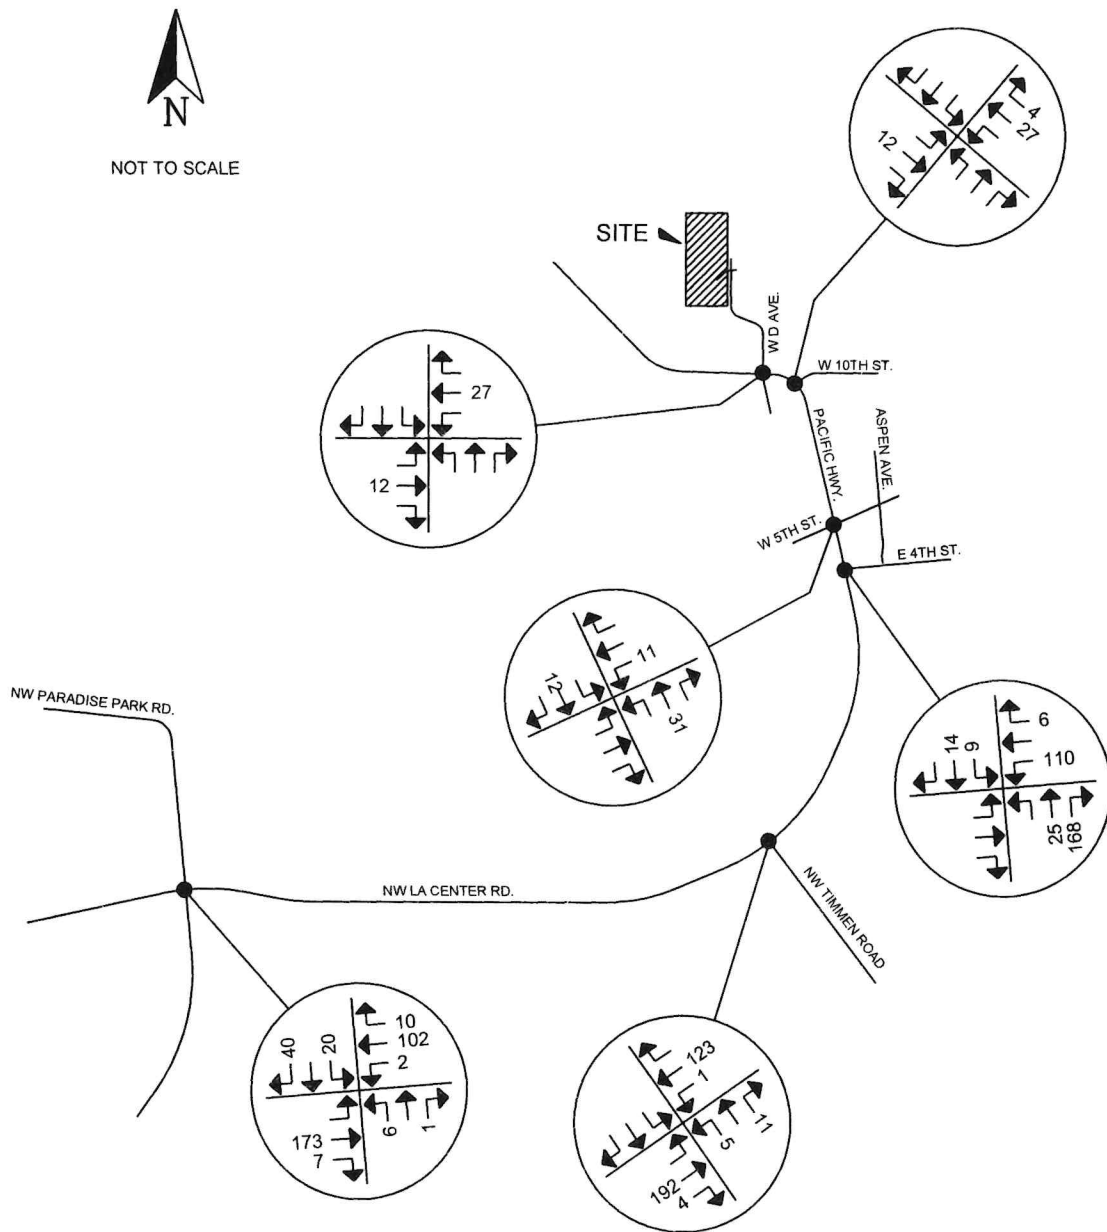 N
NOT TO SCALE
4
27
12
SITE
W D AVE.
W 10TH ST.
27
12
PACIFIC HWY.
ASPEN AVE.
W 5TH ST.
E 4TH ST.
12
11
31
NW PARADISE PARK RD.
14
9
6
110
25
168
NW LA CENTER RD.
NW TIMMEN ROAD
40
20
10
102
2
173
7
6
1
123
1
11
5
192
4